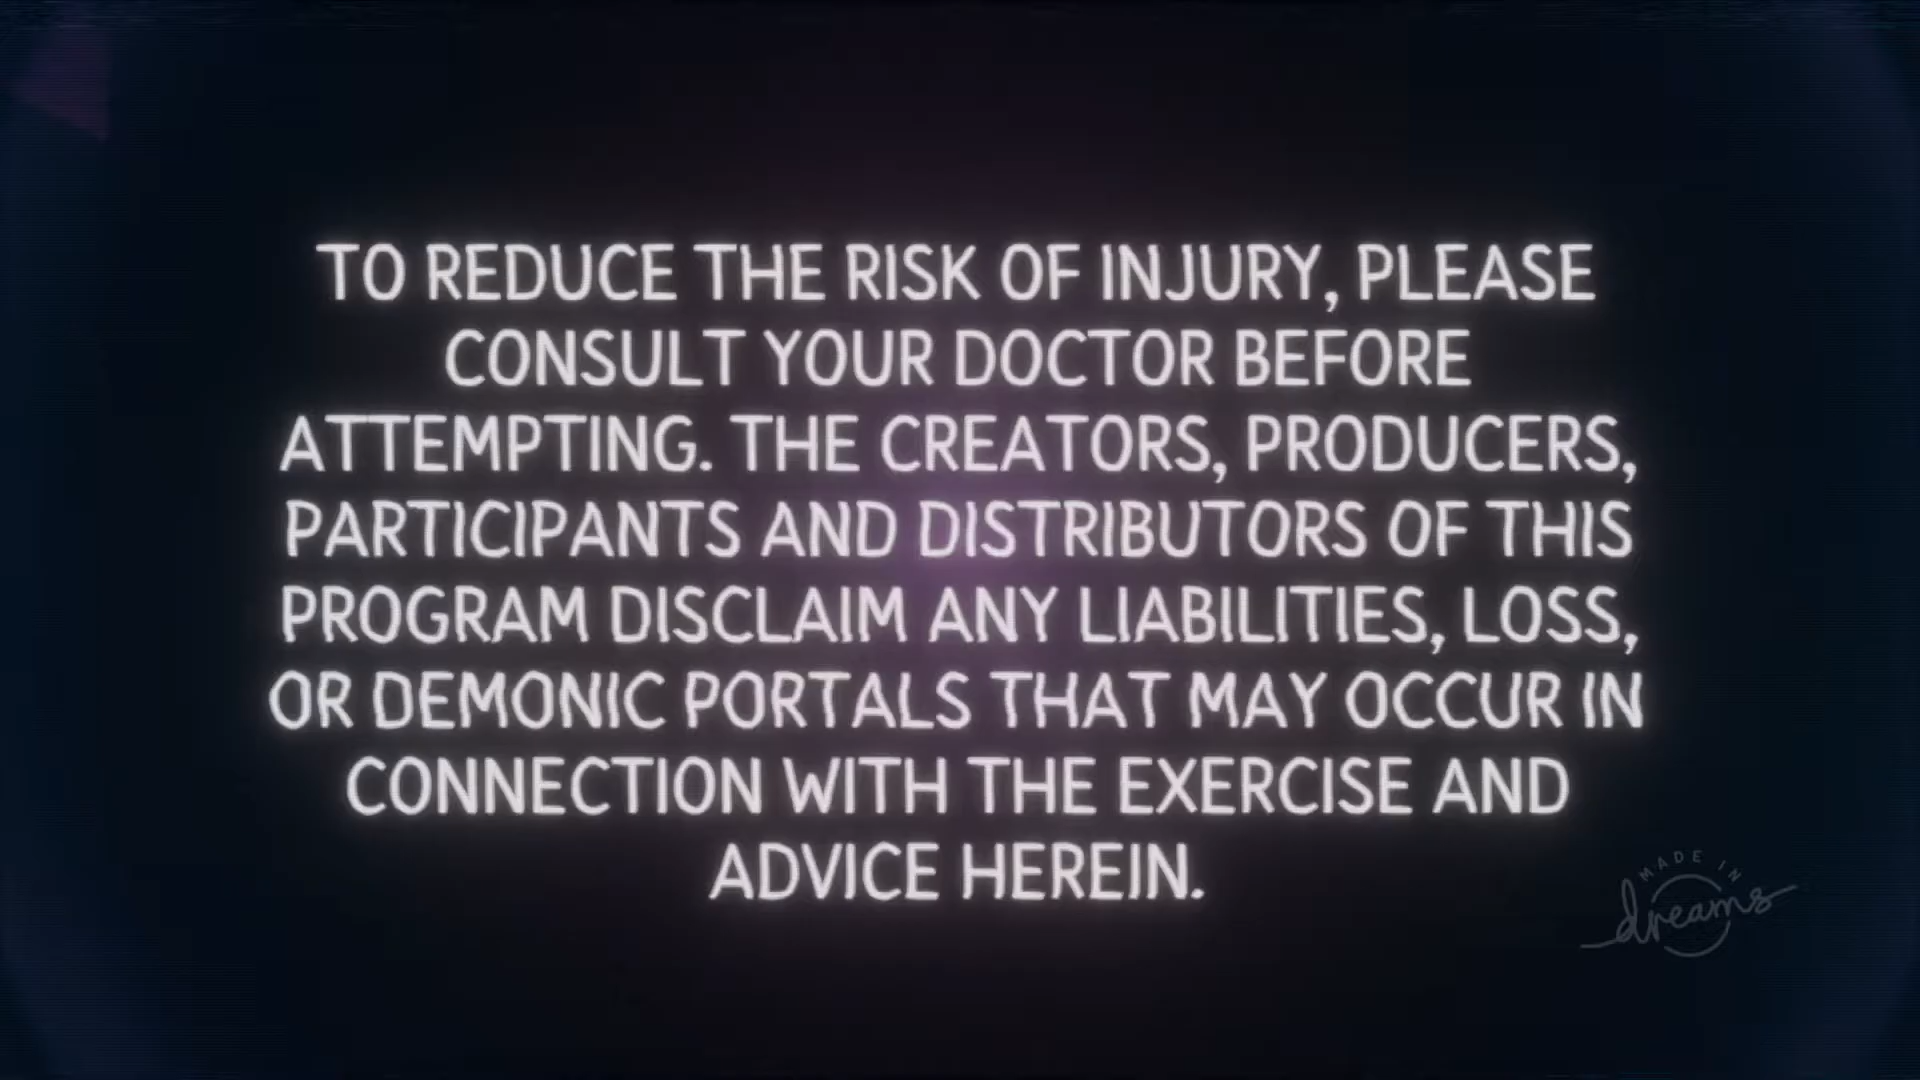 TO REDUCE THE RISK OF INJURY, PLEASE
CONSULT YOUR DOCTOR BEFORE
ATTEMPTING. THE CREATORS, PRODUCERS,
PARTICIPANTS AND DISTRIBUTORS OF THIS
PROGRAM DISCLAIM ANY LIABILITIES, LOSS,
OR DEMONIC PORTALS THAT MAY OCCUR IN
CONNECTION WITH THE EXERCISE AND
ADVICE HEREIN.
MADE IN
dreams